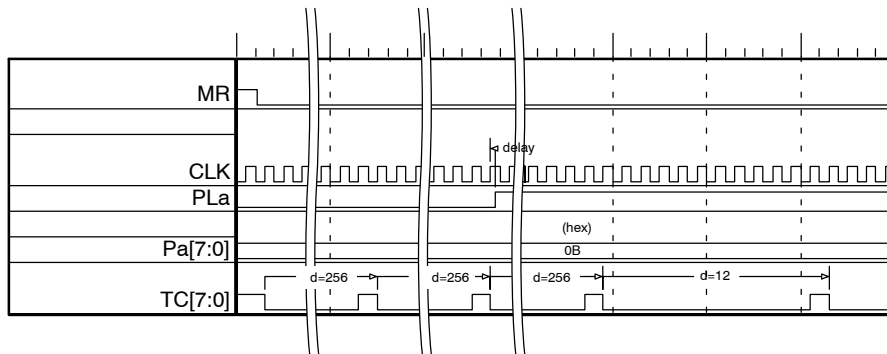 MR
delay
CLK
PLa
(hex)
Pa[7:0] 0B
d=256 d=256 d=256 d=12
TC[7:0]